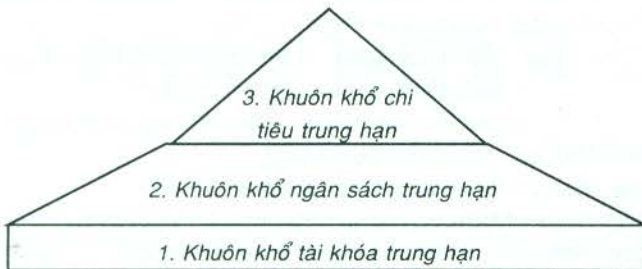 3. Khuôn khổ chi
tiêu trung hạn
2. Khuôn khổ ngân sách trung hạn
1. Khuôn khổ tài khóa trung hạn